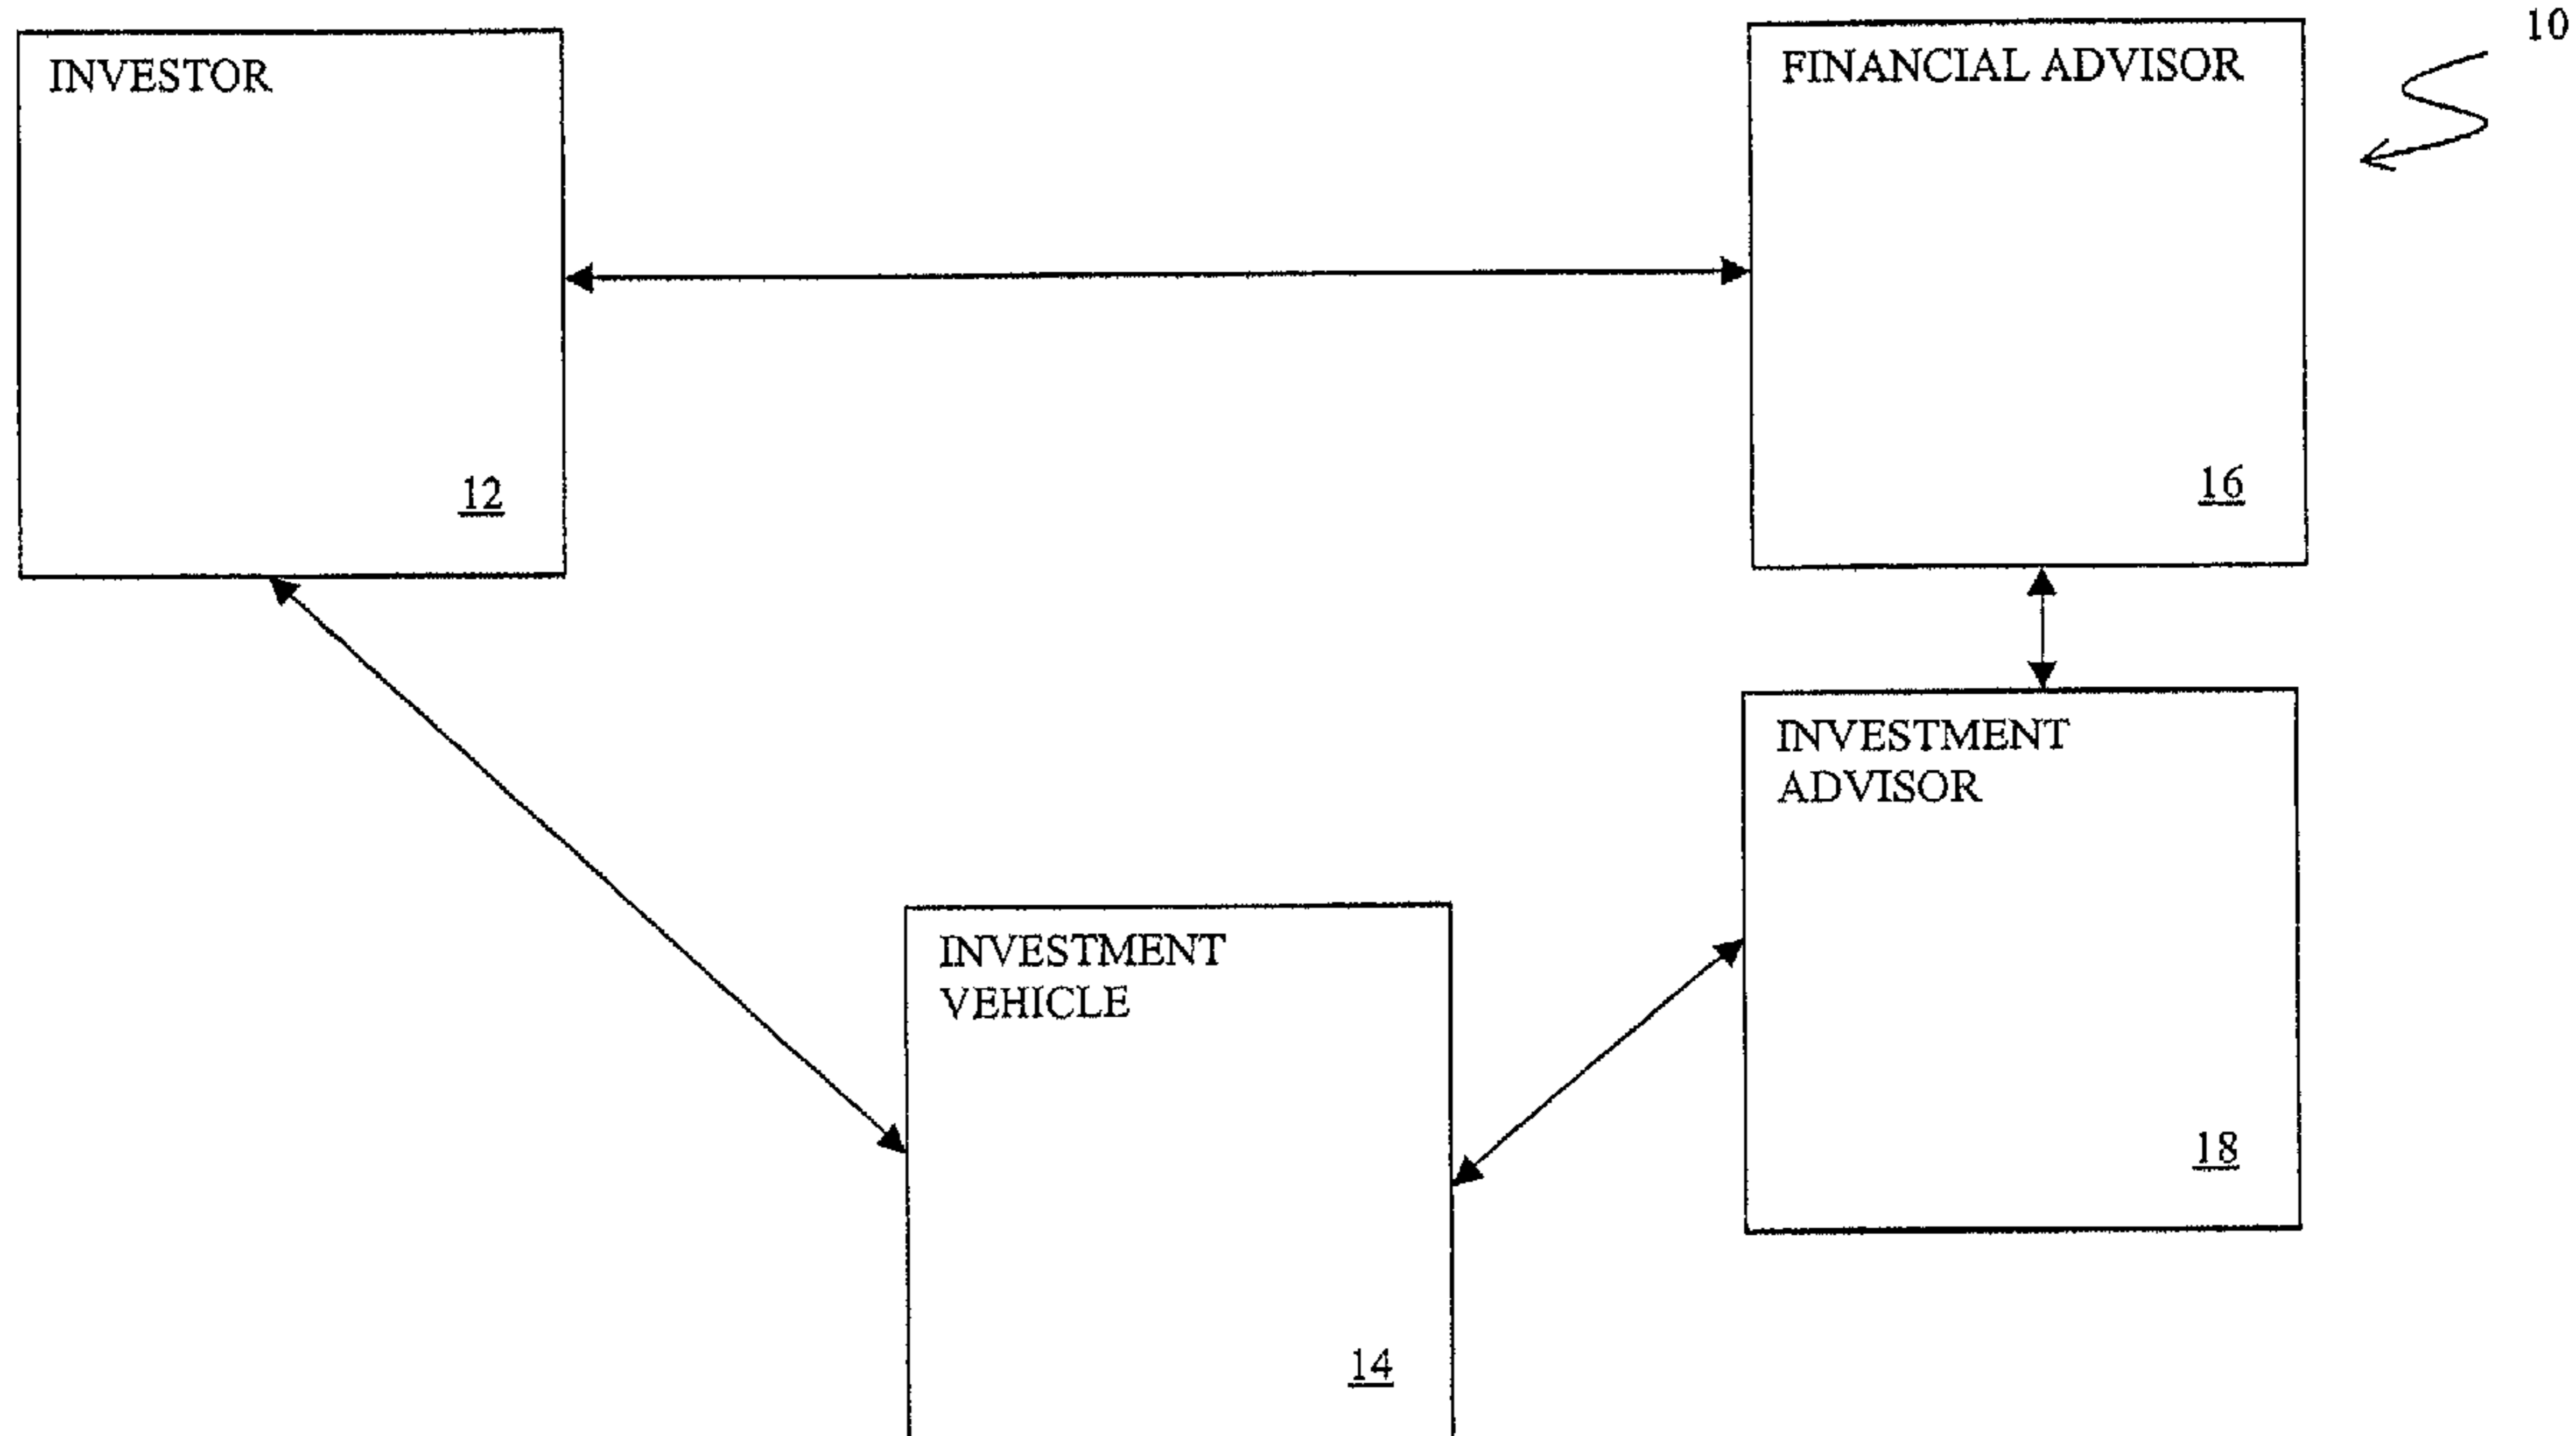 10
INVESTOR
12
FINANCIAL ADVISOR
16
INVESTMENT
ADVISOR
18
INVESTMENT
VEHICLE
14